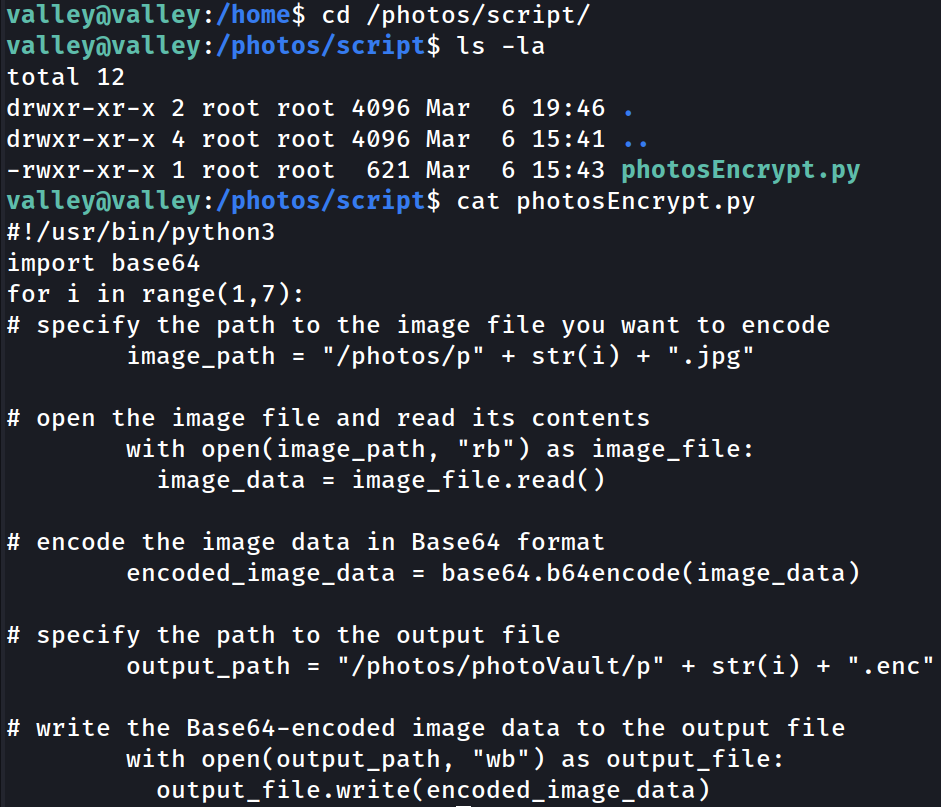 valley@valley:/home$ cd /photos/script/
valley@valley:/photos/script$ ls -la
total 12
drwxr-xr-x 2 root root 4096 Mar  6 19:46 .
drwxr-xr-x 4 root root 4096 Mar  6 15:41 ..
-rwxr-xr-x 1 root root  621 Mar  6 15:43 photosEncrypt.py
valley@valley:/photos/script$ cat photosEncrypt.py
#!/usr/bin/python3
import base64
for i in range(1,7):
# specify the path to the image file you want to encode
        image_path = "/photos/p" + str(i) + ".jpg"

# open the image file and read its contents
        with open(image_path, "rb") as image_file:
          image_data = image_file.read()

# encode the image data in Base64 format
        encoded_image_data = base64.b64encode(image_data)

# specify the path to the output file
        output_path = "/photos/photoVault/p" + str(i) + ".enc"

# write the Base64-encoded image data to the output file
        with open(output_path, "wb") as output_file:
          output_file.write(encoded_image_data)